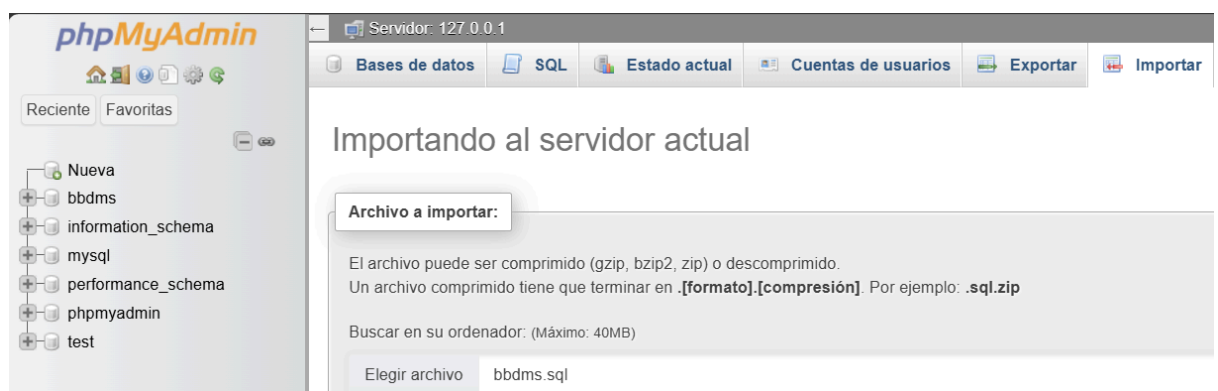 phpMyAdmin
Reciente Favoritas
Nueva
bbdms
information_schema
mysql
performance_schema
phpmyadmin
test
← Servidor: 127.0.0.1
Bases de datos SQL Estado actual Cuentas de usuarios Exportar Importar
Importando al servidor actual
Archivo a importar:
El archivo puede ser comprimido (gzip, bzip2, zip) o descomprimido.
Un archivo comprimido tiene que terminar en .[formato].[compresión]. Por ejemplo: .sql.zip
Buscar en su ordenador: (Máximo: 40MB)
Elegir archivo bbdms.sql